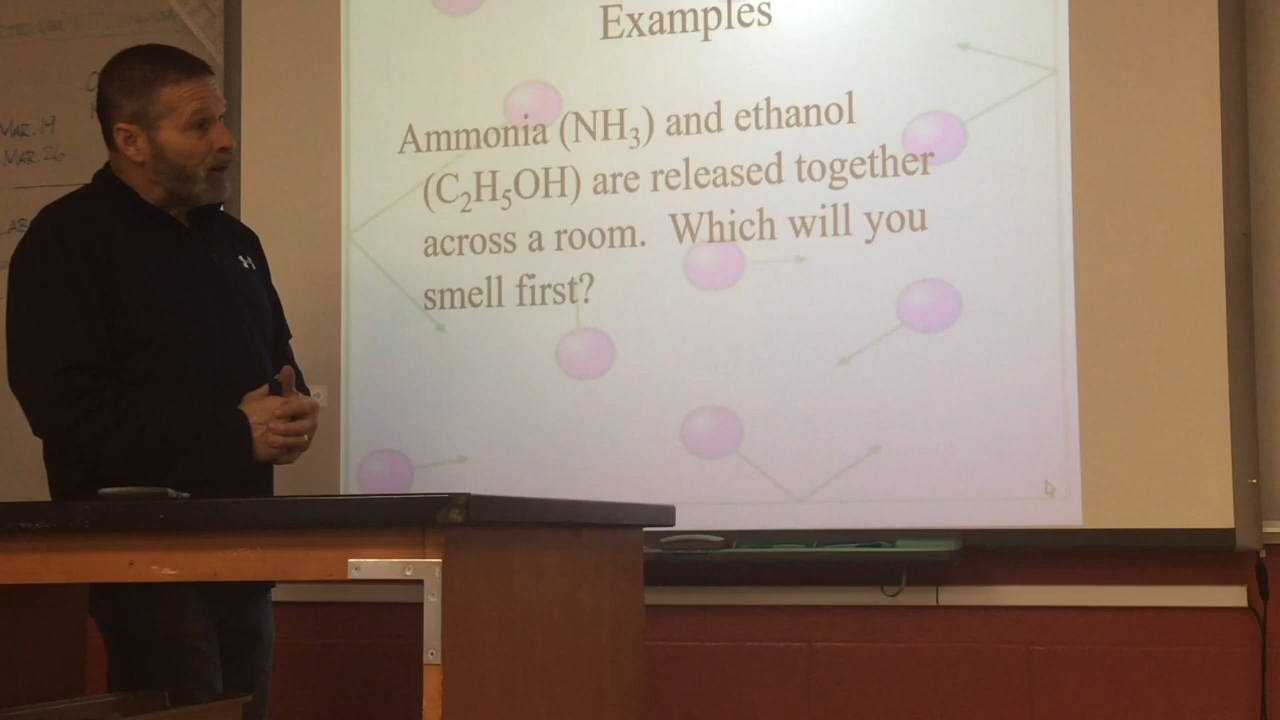 Examples
Ammonia (NH₃) and ethanol
(C₂H₅OH) are released together
across a room. Which will you
smell first?
MAR. 19
MAR. 26